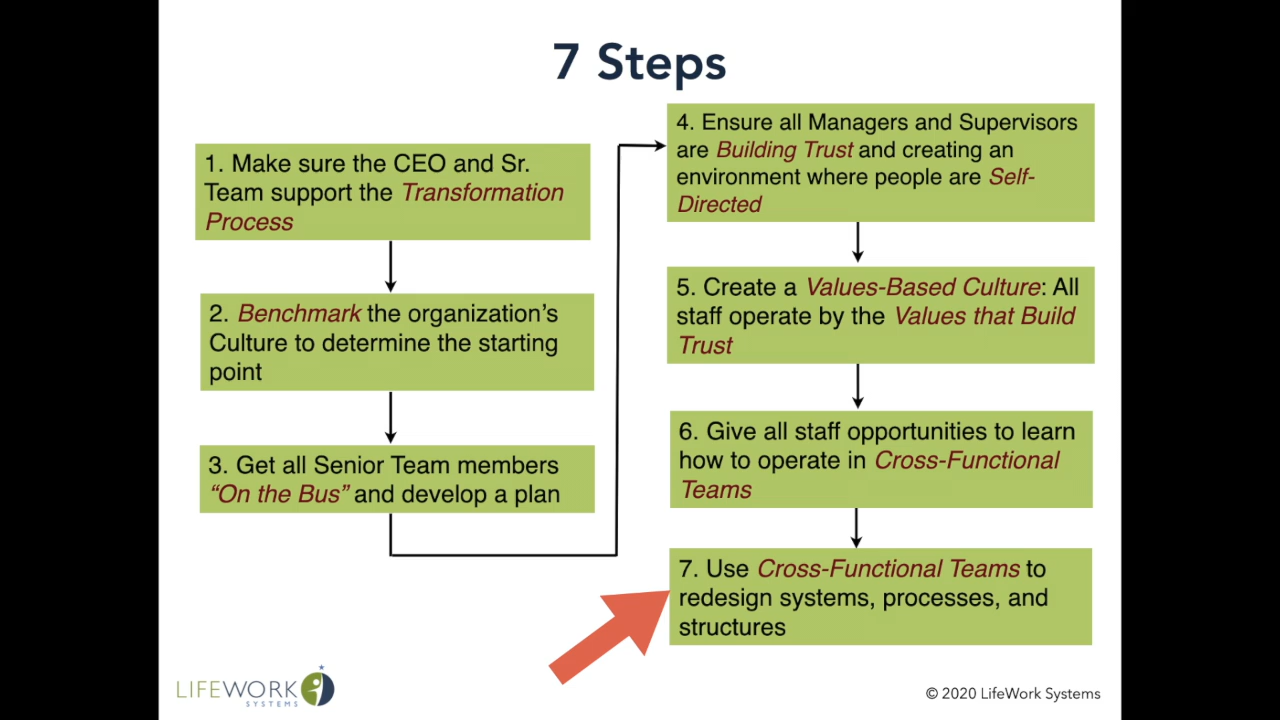 7 Steps
1. Make sure the CEO and Sr.
Team support the Transformation
Process
2. Benchmark the organization’s
Culture to determine the starting
point
3. Get all Senior Team members
“On the Bus” and develop a plan
4. Ensure all Managers and Supervisors
are Building Trust and creating an
environment where people are Self-
Directed
5. Create a Values-Based Culture: All
staff operate by the Values that Build
Trust
6. Give all staff opportunities to learn
how to operate in Cross-Functional
Teams
7. Use Cross-Functional Teams to
redesign systems, processes, and
structures
LIFEWORK
SYSTEMS
© 2020 LifeWork Systems